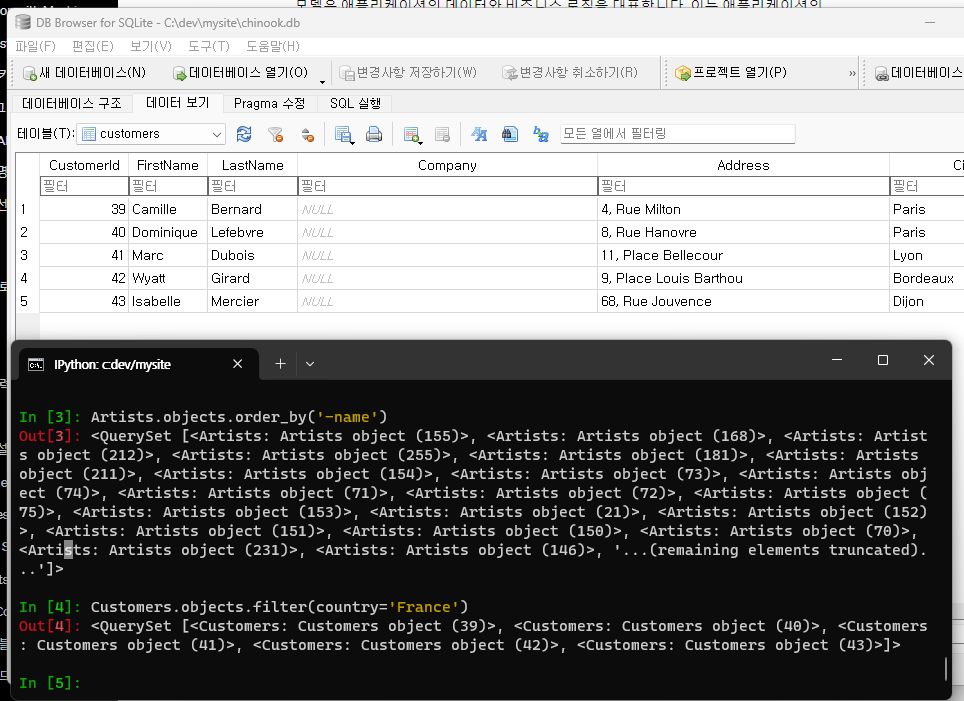 DB Browser for SQLite - C:\dev\mysite\chinook.db
파일(F) 편집(E) 보기(V) 도구(T) 도움말(H)
새 데이터베이스(N) 데이터베이스 열기(O) 변경사항 저장하기(W) 변경사항 취소하기(R) 프로젝트 열기(P) » 데이터베이스
데이터베이스 구조 데이터 보기 Pragma 수정 SQL 실행
테이블(T): customers 모든 열에서 필터링
CustomerId FirstName LastName Company Address Ci
필터 필터 필터 필터 필터 필터
1 39 Camille Bernard NULL 4, Rue Milton Paris
2 40 Dominique Lefebvre NULL 8, Rue Hanovre Paris
3 41 Marc Dubois NULL 11, Place Bellecour Lyon
4 42 Wyatt Girard NULL 9, Place Louis Barthou Bordeaux
5 43 Isabelle Mercier NULL 68, Rue Jouvence Dijon
IPython: c:dev/mysite
In [3]: Artists.objects.order_by('-name')
Out[3]: <QuerySet [<Artists: Artists object (155)>, <Artists: Artists object (168)>, <Artists: Artist
s object (212)>, <Artists: Artists object (255)>, <Artists: Artists object (181)>, <Artists: Artists
object (211)>, <Artists: Artists object (154)>, <Artists: Artists object (73)>, <Artists: Artists obj
ect (74)>, <Artists: Artists object (71)>, <Artists: Artists object (72)>, <Artists: Artists object (
75)>, <Artists: Artists object (153)>, <Artists: Artists object (21)>, <Artists: Artists object (152)
>, <Artists: Artists object (151)>, <Artists: Artists object (150)>, <Artists: Artists object (70)>,
<Artists: Artists object (231)>, <Artists: Artists object (146)>, '...(remaining elements truncated).
..']>
In [4]: Customers.objects.filter(country='France')
Out[4]: <QuerySet [<Customers: Customers object (39)>, <Customers: Customers object (40)>, <Customers
: Customers object (41)>, <Customers: Customers object (42)>, <Customers: Customers object (43)>]>
In [5]: